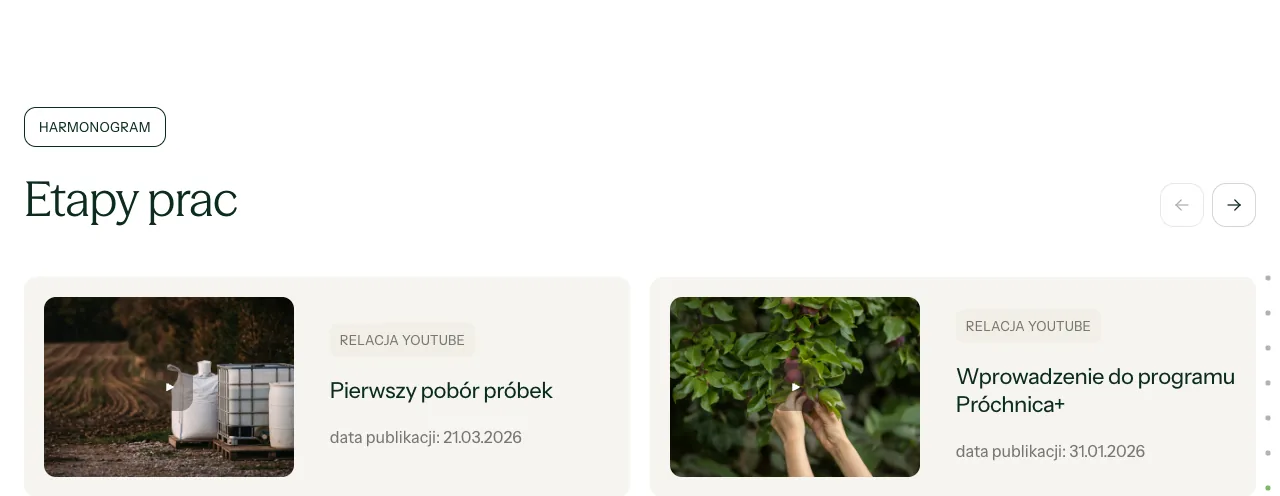 HARMONOGRAM
Etapy prac
RELACJA YOUTUBE
Pierwszy pobór próbek
data publikacji: 21.03.2026
RELACJA YOUTUBE
Wprowadzenie do programu
Próchnica+
data publikacji: 31.01.2026